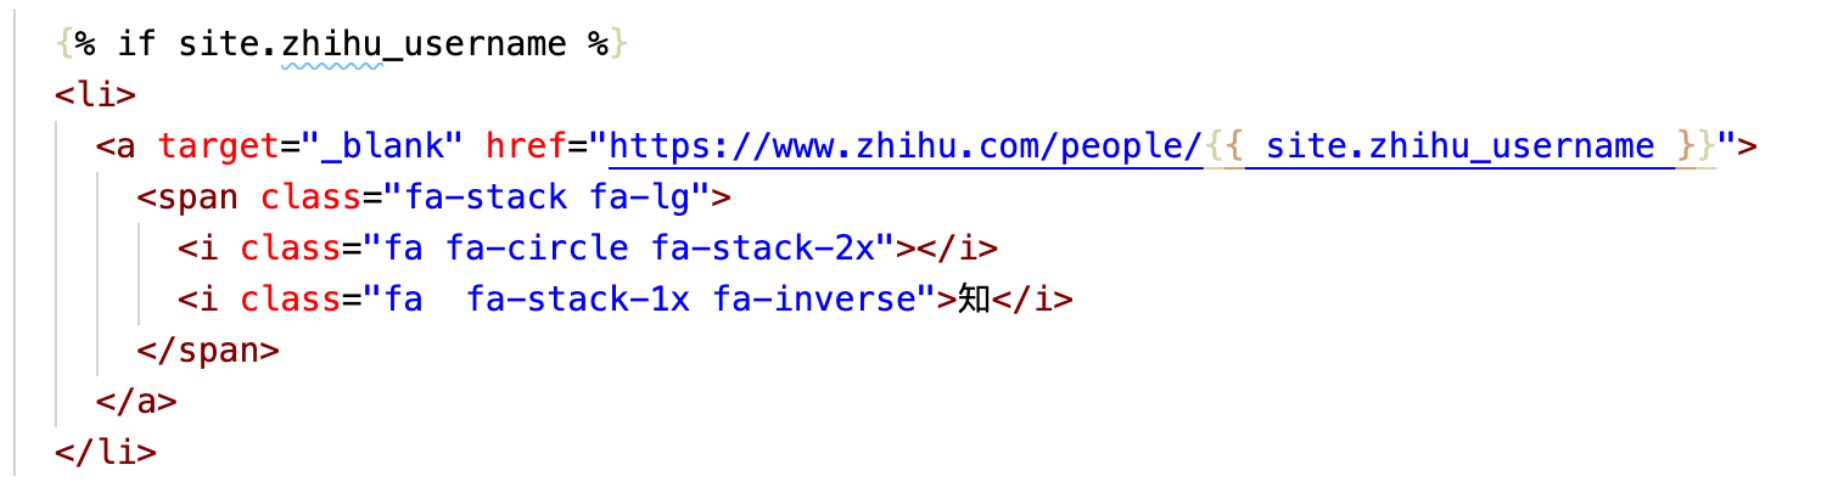 {% if site.zhihu_username %}
<li>
<a target="_blank" href="https://www.zhihu.com/people/{{ site.zhihu_username }}">
<span class="fa-stack fa-lg">
<i class="fa fa-circle fa-stack-2x"></i>
<i class="fa  fa-stack-1x fa-inverse">知</i>
</span>
</a>
</li>